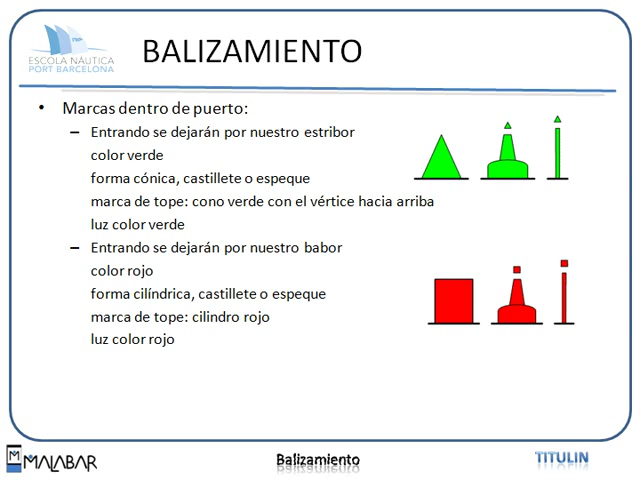 ESCOLA NÁUTICA
PORT BARCELONA
BALIZAMIENTO
• Marcas dentro de puerto:
– Entrando se dejarán por nuestro estribor
color verde
forma cónica, castillete o espeque
marca de tope: cono verde con el vértice hacia arriba
luz color verde
– Entrando se dejarán por nuestro babor
color rojo
forma cilíndrica, castillete o espeque
marca de tope: cilindro rojo
luz color rojo
MALABAR
Balizamiento
TITULIN